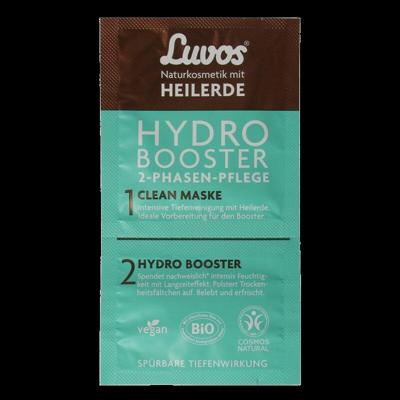 Luvos®
Naturkosmetik mit
HEILERDE
HYDRO
BOOSTER
2-PHASEN-PFLEGE
1 CLEAN MASKE
Intensive Tiefenreinigung mit Heilerde.
Ideale Vorbereitung für den Booster.
2 HYDRO BOOSTER
Spendet nachweislich* intensiv Feuchtig-
keit mit Langzeiteffekt. Polstert Trocken-
heitsfältchen auf. Belebt und erfrischt.
vegan
BiO
COSMOS
NATURAL
SPÜRBARE TIEFENWIRKUNG